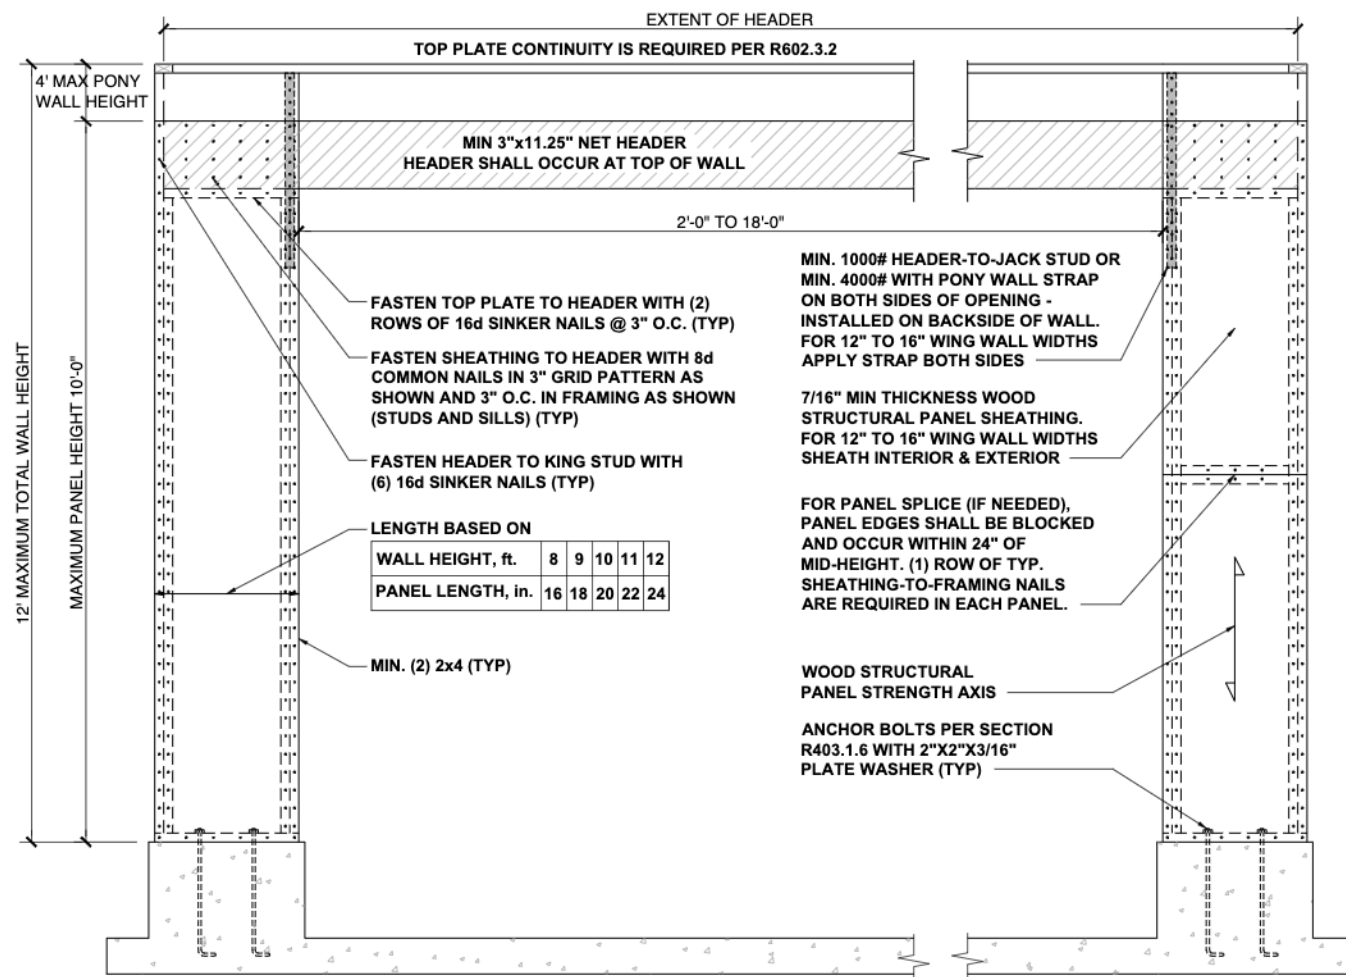 EXTENT OF HEADER
TOP PLATE CONTINUITY IS REQUIRED PER R602.3.2
4' MAX PONY
WALL HEIGHT
MIN 3"x11.25" NET HEADER
HEADER SHALL OCCUR AT TOP OF WALL
2'-0" TO 18'-0"
12' MAXIMUM TOTAL WALL HEIGHT
MAXIMUM PANEL HEIGHT 10'-0"
FASTEN TOP PLATE TO HEADER WITH (2)
ROWS OF 16d SINKER NAILS @ 3" O.C. (TYP)
FASTEN SHEATHING TO HEADER WITH 8d
COMMON NAILS IN 3" GRID PATTERN AS
SHOWN AND 3" O.C. IN FRAMING AS SHOWN
(STUDS AND SILLS) (TYP)
FASTEN HEADER TO KING STUD WITH
(6) 16d SINKER NAILS (TYP)
LENGTH BASED ON
WALL HEIGHT, ft. 8 9 10 11 12
PANEL LENGTH, in. 16 18 20 22 24
MIN. (2) 2x4 (TYP)
MIN. 1000# HEADER-TO-JACK STUD OR
MIN. 4000# WITH PONY WALL STRAP
ON BOTH SIDES OF OPENING -
INSTALLED ON BACKSIDE OF WALL.
FOR 12" TO 16" WING WALL WIDTHS
APPLY STRAP BOTH SIDES
7/16" MIN THICKNESS WOOD
STRUCTURAL PANEL SHEATHING.
FOR 12" TO 16" WING WALL WIDTHS
SHEATH INTERIOR & EXTERIOR
FOR PANEL SPLICE (IF NEEDED),
PANEL EDGES SHALL BE BLOCKED
AND OCCUR WITHIN 24" OF
MID-HEIGHT. (1) ROW OF TYP.
SHEATHING-TO-FRAMING NAILS
ARE REQUIRED IN EACH PANEL.
WOOD STRUCTURAL
PANEL STRENGTH AXIS
ANCHOR BOLTS PER SECTION
R403.1.6 WITH 2"X2"X3/16"
PLATE WASHER (TYP)